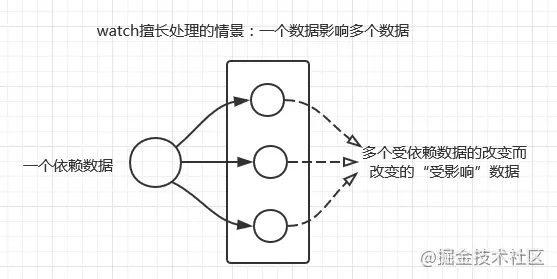 watch擅长处理的情景：一个数据影响多个数据
一个依赖数据
多个受依赖数据的改变而
改变的“受影响”数据
@掘金技术社区